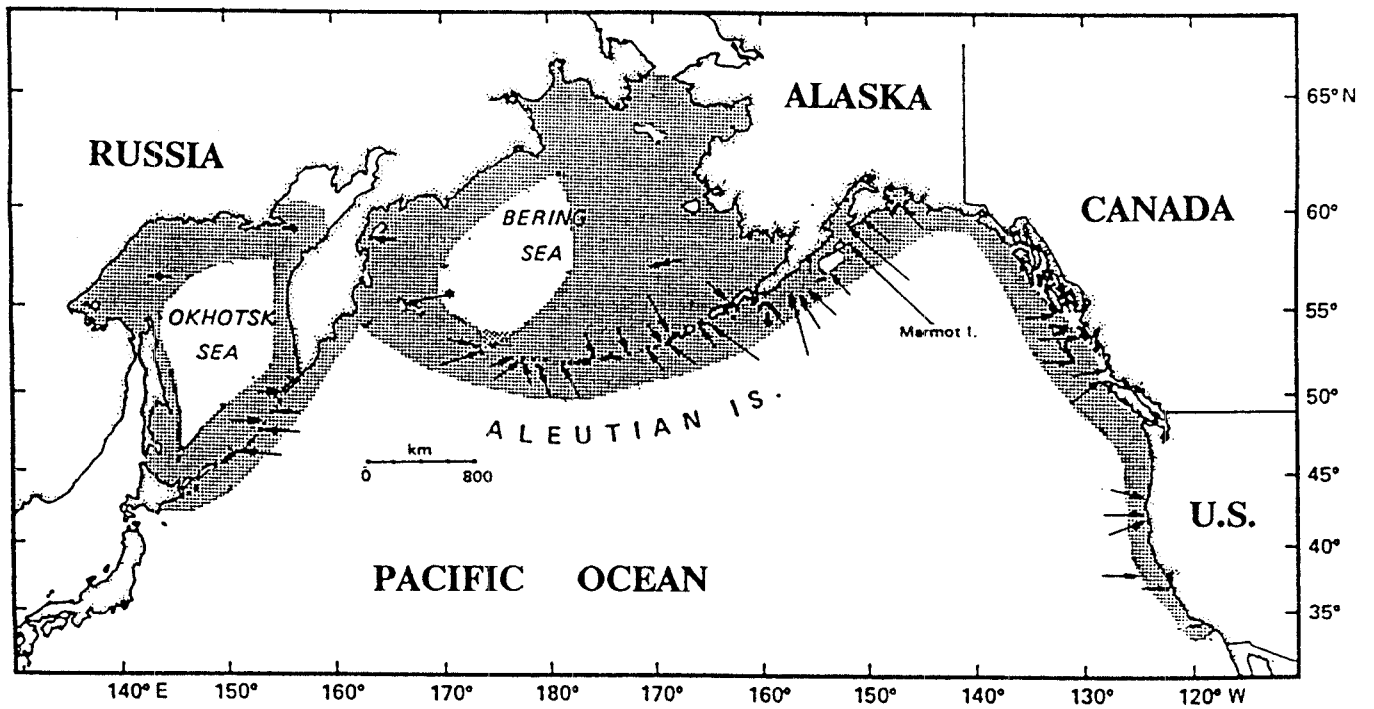 ALASKA
65° N
RUSSIA
CANADA
60°
BERING
SEA
55°
OKHOTSK
SEA
Marmot I.
50°
ALEUTIAN IS.
km
0 800
45°
U.S.
40°
PACIFIC OCEAN
35°
140° E 150° 160° 170° 180° 170° 160° 150° 140° 130° 120° W